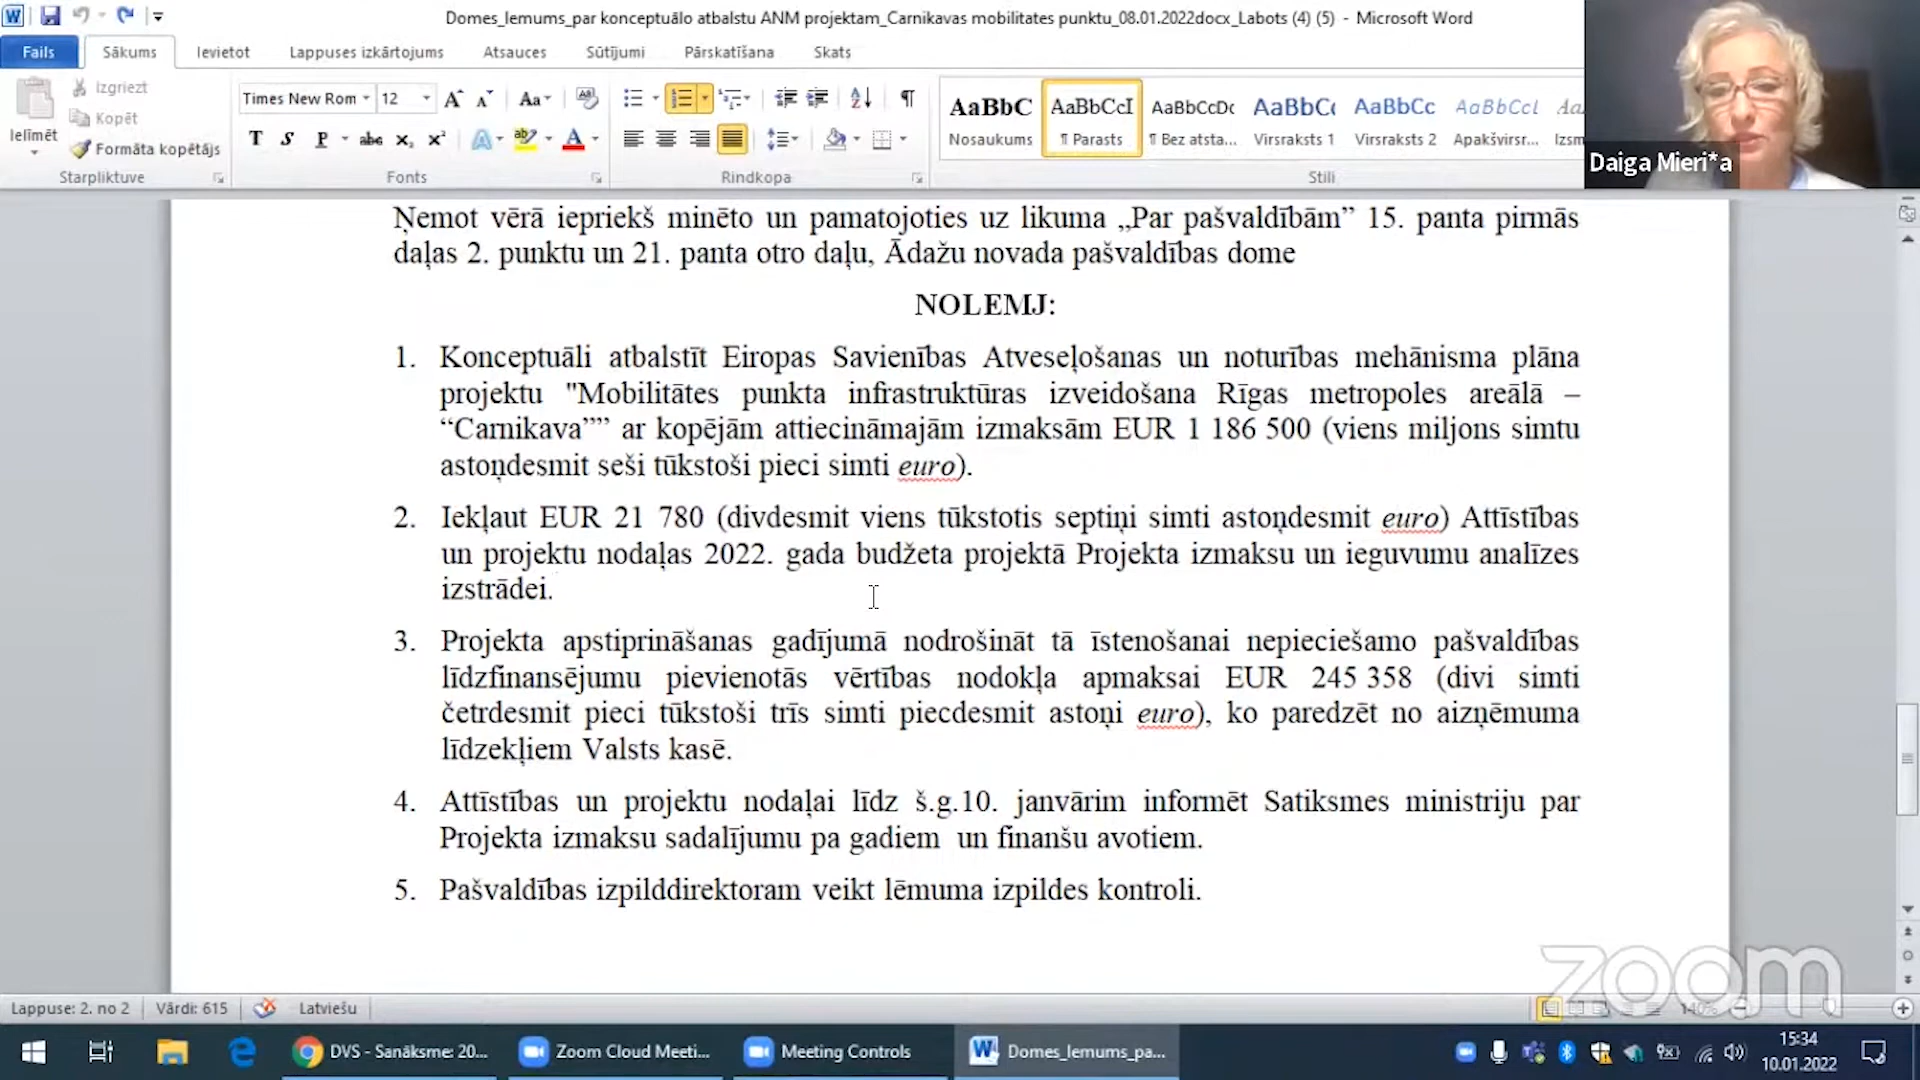 Domes_lemums_par konceptuālo atbalstu ANM projektam_Carnikavas mobilitates punktu_08.01.2022docx_Labots (4) (5) - Microsoft Word
Fails Sākums Ievietot Lappuses izkārtojums Atsauces Sūtījumi Pārskatīšana Skats
Ielīmēt
Izgriezt
Kopēt
Formāta kopētājs
Starpliktuve
Times New Rom 12
Fonts
Rindkopa
AaBbC AaBbCcI AaBbCcDc AaBbC AaBbCc AaBbCcL
Nosaukums ¶ Parasts ¶ Bez atsta... Virsraksts 1 Virsraksts 2 Apakšvirsr... Izsm
Stili
Daiga Mieri*a
Ņemot vērā iepriekš minēto un pamatojoties uz likuma „Par pašvaldībām” 15. panta pirmās
daļas 2. punktu un 21. panta otro daļu, Ādažu novada pašvaldības dome
NOLEMJ:
1. Konceptuāli atbalstīt Eiropas Savienības Atveseļošanas un noturības mehānisma plāna
projektu "Mobilitātes punkta infrastruktūras izveidošana Rīgas metropoles areālā –
“Carnikava”” ar kopējām attiecināmajām izmaksām EUR 1 186 500 (viens miljons simtu
astoņdesmit seši tūkstoši pieci simti euro).
2. Iekļaut EUR 21 780 (divdesmit viens tūkstotis septiņi simti astoņdesmit euro) Attīstības
un projektu nodaļas 2022. gada budžeta projektā Projekta izmaksu un ieguvumu analīzes
izstrādei.
3. Projekta apstiprināšanas gadījumā nodrošināt tā īstenošanai nepieciešamo pašvaldības
līdzfinansējumu pievienotās vērtības nodokļa apmaksai EUR 245 358 (divi simti
četrdesmit pieci tūkstoši trīs simti piecdesmit astoņi euro), ko paredzēt no aizņēmuma
līdzekļiem Valsts kasē.
4. Attīstības un projektu nodaļai līdz š.g.10. janvārim informēt Satiksmes ministriju par
Projekta izmaksu sadalījumu pa gadiem un finanšu avotiem.
5. Pašvaldības izpilddirektoram veikt lēmuma izpildes kontroli.
zoom
Lappuse: 2. no 2 Vārdi: 615 Latviešu 140%
DVS - Sanāksme: 20... Zoom Cloud Meeti... Meeting Controls Domes_lemums_pa...
15:34
10.01.2022